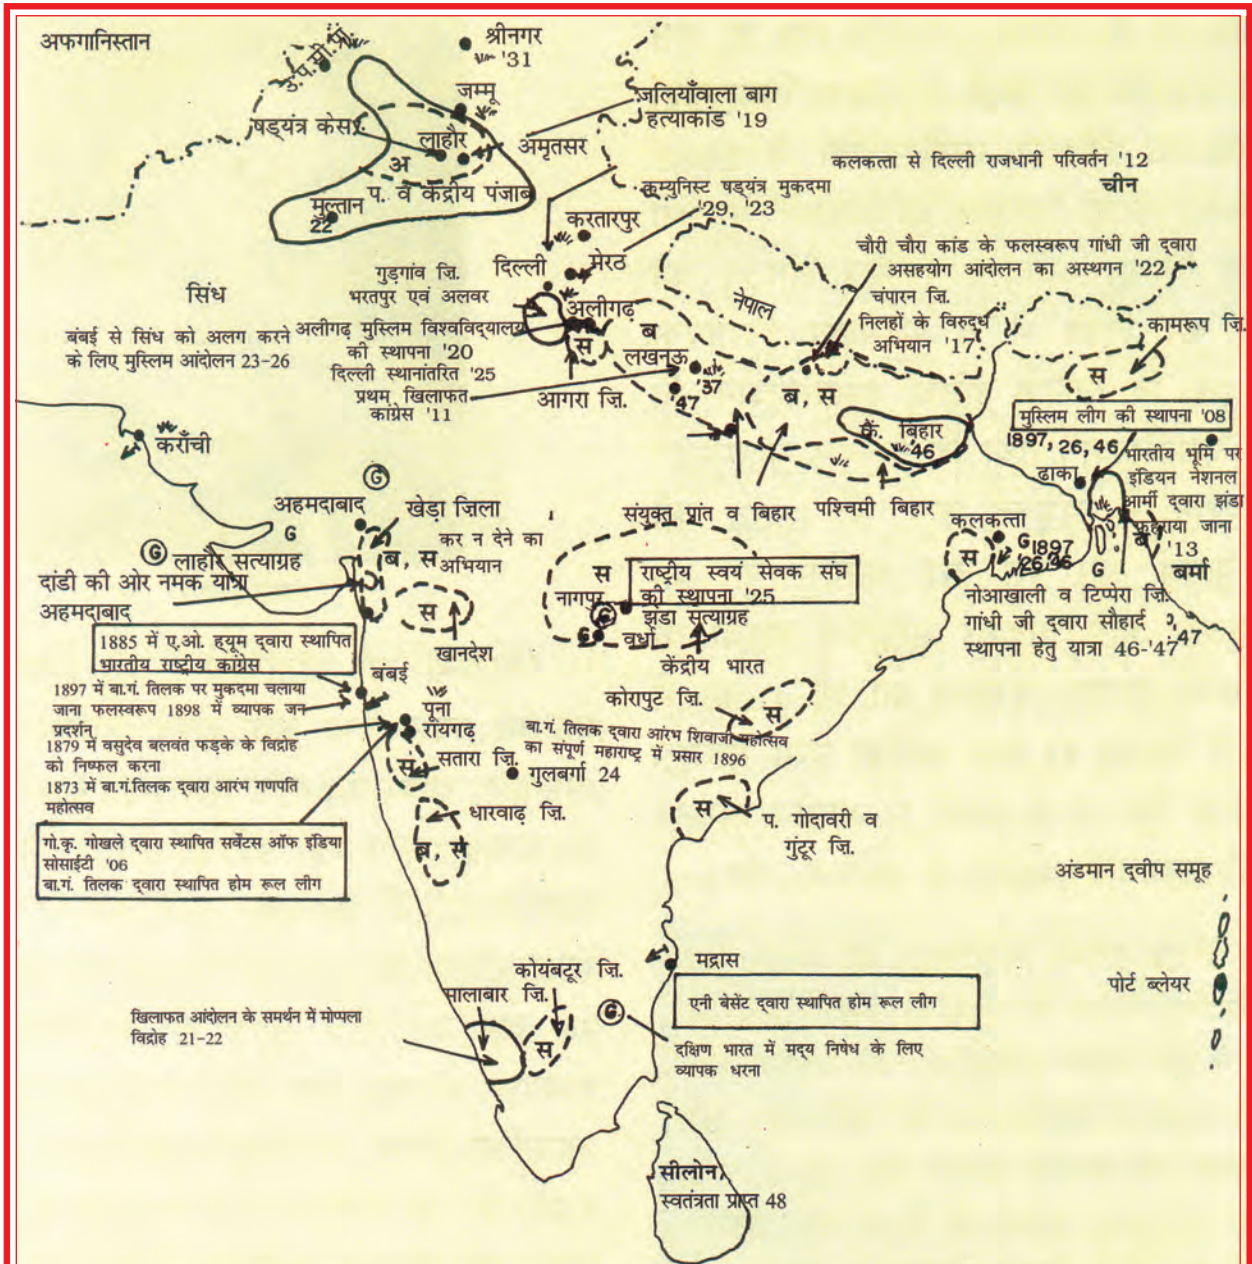 अफगानिस्तान
उ.प.सी.प्रा.
श्रीनगर
'31
जम्मू
जलियाँवाला बाग
हत्याकांड '19
षड्यंत्र केस
लाहौर
अमृतसर
अ
प. व केंद्रीय पंजाब
मुल्तान
22
कलकत्ता से दिल्ली राजधानी परिवर्तन '12
चीन
कम्युनिस्ट षड्यंत्र मुकदमा
'29, '23
करतारपुर
दिल्ली
मेरठ
चौरी चौरा कांड के फलस्वरूप गांधी जी द्वारा
असहयोग आंदोलन का अस्थगन '22
गुड़गांव ज़ि.
भरतपुर एवं अलवर
सिंध
नेपाल
चंपारन ज़ि.
निलहों के विरुद्ध
अभियान '17
कामरूप ज़ि.
स
बंबई से सिंध को अलग करने
के लिए मुस्लिम आंदोलन 23-26
अलीगढ़
अलीगढ़ मुस्लिम विश्वविद्यालय
की स्थापना '20
दिल्ली स्थानांतरित '25
प्रथम खिलाफत
कांग्रेस '11
स
ब
लखनऊ
'37
'47
आगरा ज़ि.
ब, स
के. बिहार
'46
मुस्लिम लीग की स्थापना '08
1897, 26, 46
ढाका
भारतीय भूमि पर
इंडियन नेशनल
आर्मी द्वारा झंडा
फहराया जाना
'13
ब
बर्मा
G
कराँची
G
अहमदाबाद
खेड़ा ज़िला
कर न देने का
अभियान
ब, स
G
G लाहौर सत्याग्रह
दांडी की ओर नमक यात्रा
अहमदाबाद
संयुक्त प्रांत व बिहार
पश्चिमी बिहार
कलकत्ता
स
G 1897
'26, '46
स
राष्ट्रीय स्वयं सेवक संघ
की स्थापना '25
नागपुर
G
झंडा सत्याग्रह
G
वर्धा
केंद्रीय भारत
नोआखाली व टिप्पेरा ज़ि.
गांधी जी द्वारा सौहार्द
स्थापना हेतु यात्रा 46-'47
47
स
खानदेश
1885 में ए.ओ. ह्यूम द्वारा स्थापित
भारतीय राष्ट्रीय कांग्रेस
बंबई
1897 में बा.गं. तिलक पर मुकदमा चलाया
जाना फलस्वरूप 1898 में व्यापक जन
प्रदर्शन
पूना
रायगढ़
1879 में वसुदेव बलवंत फड़के के विद्रोह
को निष्फल करना
1873 में बा.गं.तिलक द्वारा आरंभ गणपति
महोत्सव
स
सतारा ज़ि.
कोरापुट ज़ि.
स
बा.गं. तिलक द्वारा आरंभ शिवाजी महोत्सव
का संपूर्ण महाराष्ट्र में प्रसार 1896
गुलबर्गा 24
धारवाढ़ ज़ि.
ब, स
स
प. गोदावरी व
गुंटूर ज़ि.
गो.कृ. गोखले द्वारा स्थापित सर्वेंटस ऑफ इंडिया
सोसाईटी '06
बा.गं. तिलक द्वारा स्थापित होम रूल लीग
अंडमान द्वीप समूह
पोर्ट ब्लेयर
मद्रास
एनी बेसेंट द्वारा स्थापित होम रूल लीग
कोयंबटूर ज़ि.
मालाबार ज़ि.
स
G
खिलाफत आंदोलन के समर्थन में मोप्पला
विद्रोह 21-22
दक्षिण भारत में मद्य निषेध के लिए
व्यापक धरना
सीलोन,
स्वतंत्रता प्राप्त 48